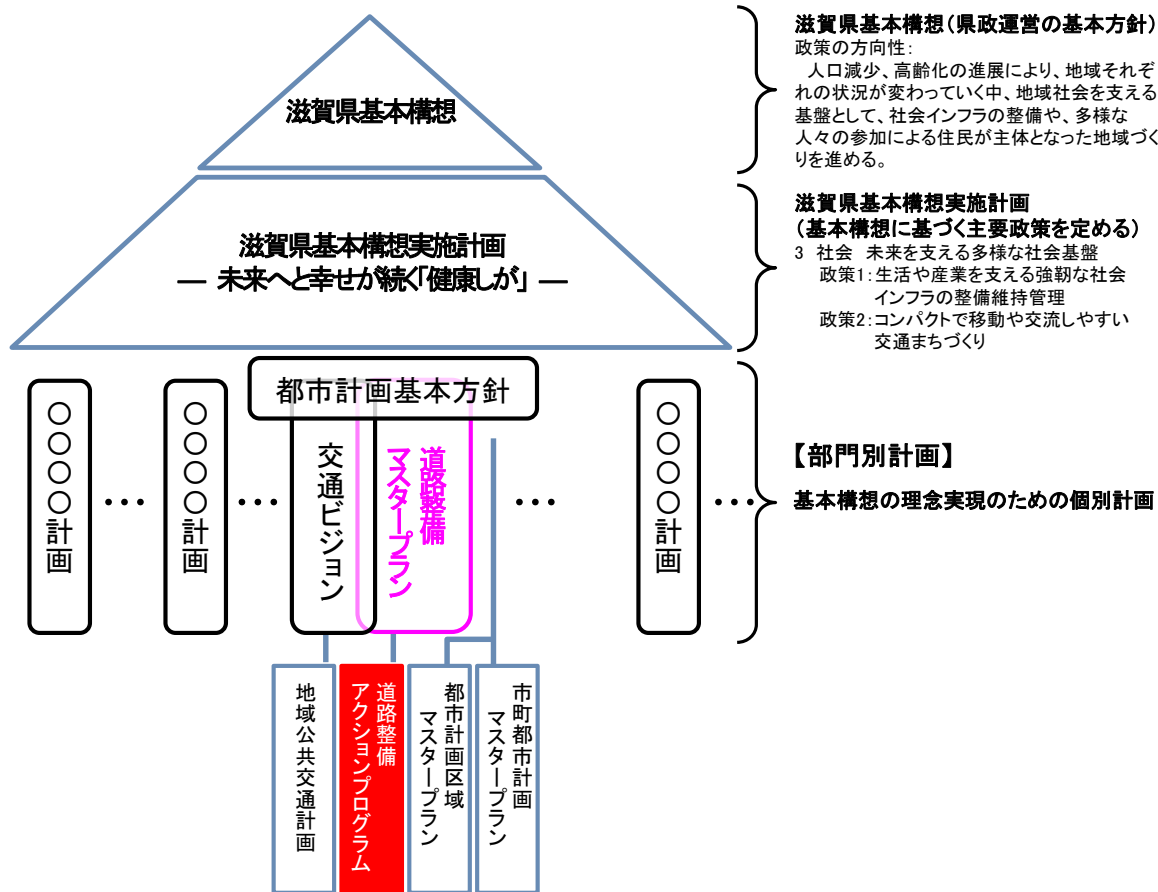 滋賀県基本構想
滋賀県基本構想(県政運営の基本方針)
政策の方向性:
人口減少、高齢化の進展により、地域それぞ
れの状況が変わっていく中、地域社会を支える
基盤として、社会インフラの整備や、多様な
人々の参加による住民が主体となった地域づく
りを進める。
滋賀県基本構想実施計画
― 未来へと幸せが続く「健康しが」 ―
滋賀県基本構想実施計画
(基本構想に基づく主要政策を定める)
3 社会 未来を支える多様な社会基盤
政策1:生活や産業を支える強靭な社会
インフラの整備維持管理
政策2:コンパクトで移動や交流しやすい
交通まちづくり
都市計画基本方針
○○○○計画
…
○○○○計画
…
交通ビジョン
道路整備
マスタープラン
…
○○○○計画
…
【部門別計画】
基本構想の理念実現のための個別計画
地域公共交通計画
道路整備
アクションプログラム
都市計画区域
マスタープラン
市町都市計画
マスタープラン